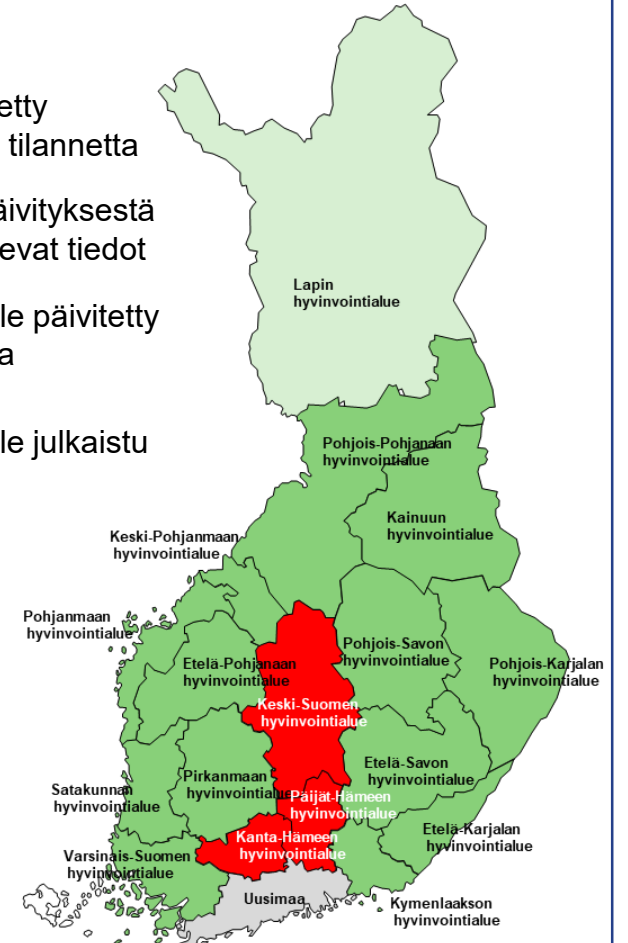 etty
tilannetta
äivityksestä
evat tiedot
le päivitetty
a
le julkaistu
Lapin
hyvinvointialue
Pohjois-Pohjanaan
hyvinvointialue
Kainuun
hyvinvointialue
Keski-Pohjanmaan
hyvinvointialue
Pohjanmaan
hyvinvointialue
Etelä-Pohjanaan
hyvinvointialue
Pohjois-Savon
hyvinvointialue
Pohjois-Karjalan
hyvinvointialue
Keski-Suomen
hyvinvointialue
Etelä-Savon
hyvinvointialue
Satakunnan
hyvinvointialue
Pirkanmaan
hyvinvointialue
Päijät-Hämeen
hyvinvointialue
Kanta-Hämeen
hyvinvointialue
Etelä-Karjalan
hyvinvointialue
Varsinais-Suomen
hyvinvointialue
Uusimaa
Kymenlaakson
hyvinvointialue